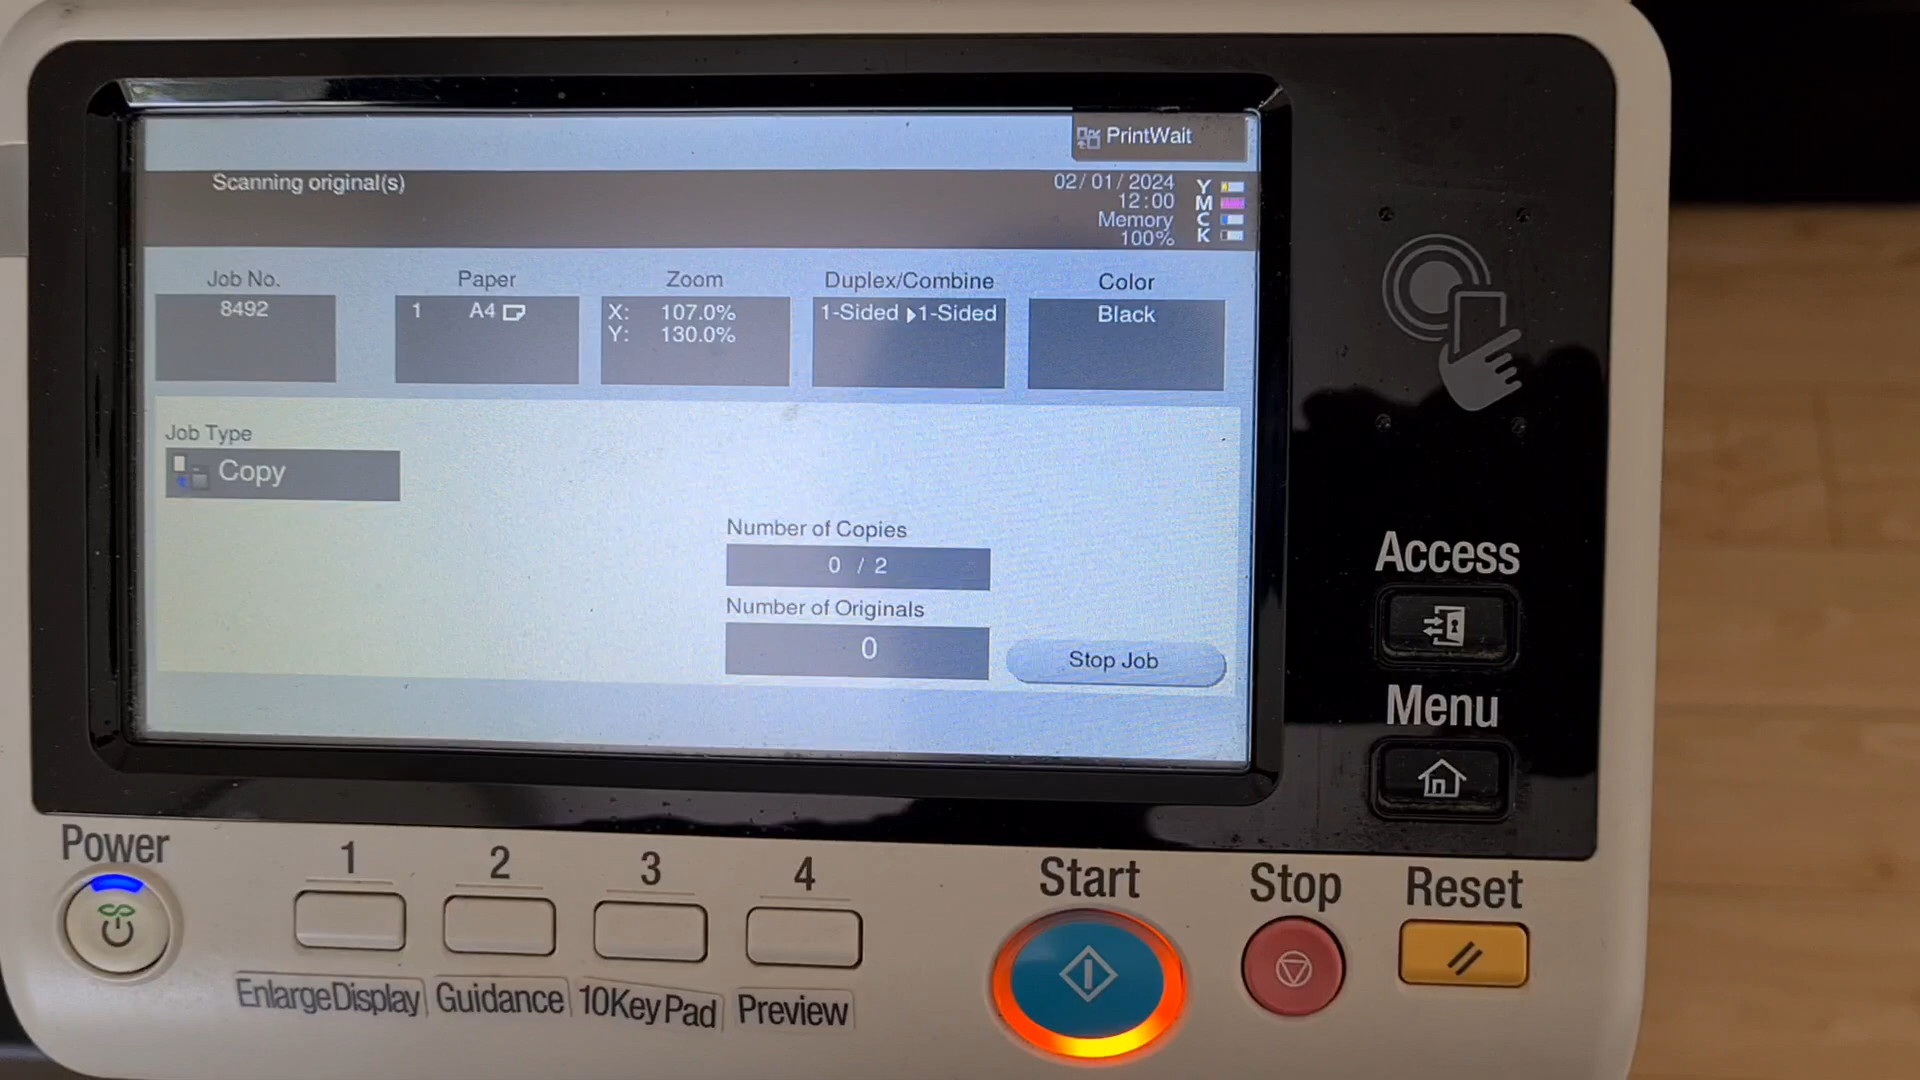 PrintWait
Scanning original(s)
02/01/2024
12:00
Memory
100%
Y
M
C
K
Job No.
8492
Paper
1 A4
Zoom
X: 107.0%
Y: 130.0%
Duplex/Combine
1-Sided ▶1-Sided
Color
Black
Job Type
Copy
Number of Copies
0 / 2
Number of Originals
0
Stop Job
Access
Menu
Power
1
2
3
4
EnlargeDisplay
Guidance
10KeyPad
Preview
Start
Stop
Reset